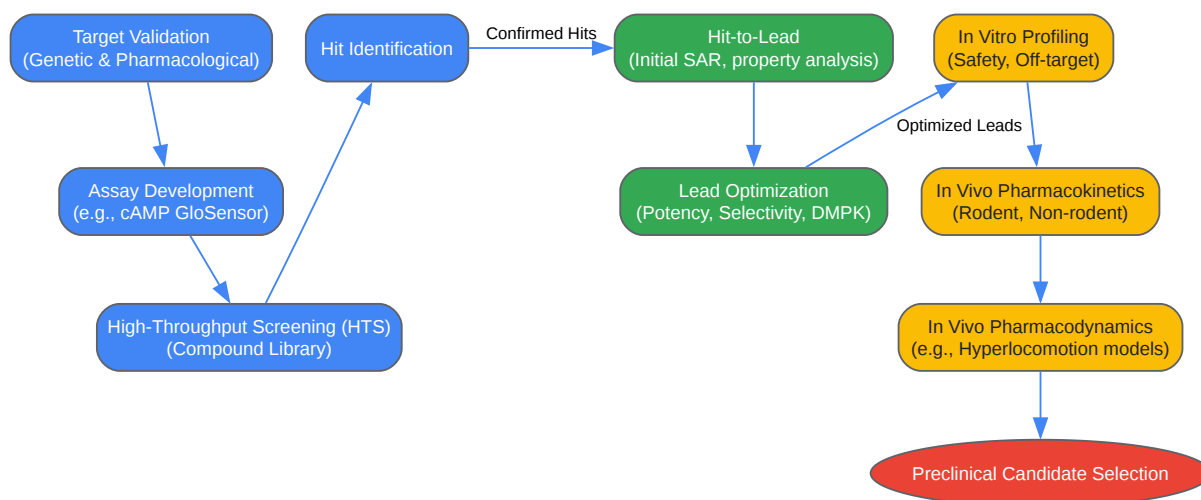 Target Validation
(Genetic & Pharmacological)
Assay Development
(e.g., cAMP GloSensor)
High-Throughput Screening (HTS)
(Compound Library)
Hit Identification
Confirmed Hits
Hit-to-Lead
(Initial SAR, property analysis)
Lead Optimization
(Potency, Selectivity, DMPK)
Optimized Leads
In Vitro Profiling
(Safety, Off-target)
In Vivo Pharmacokinetics
(Rodent, Non-rodent)
In Vivo Pharmacodynamics
(e.g., Hyperlocomotion models)
Preclinical Candidate Selection